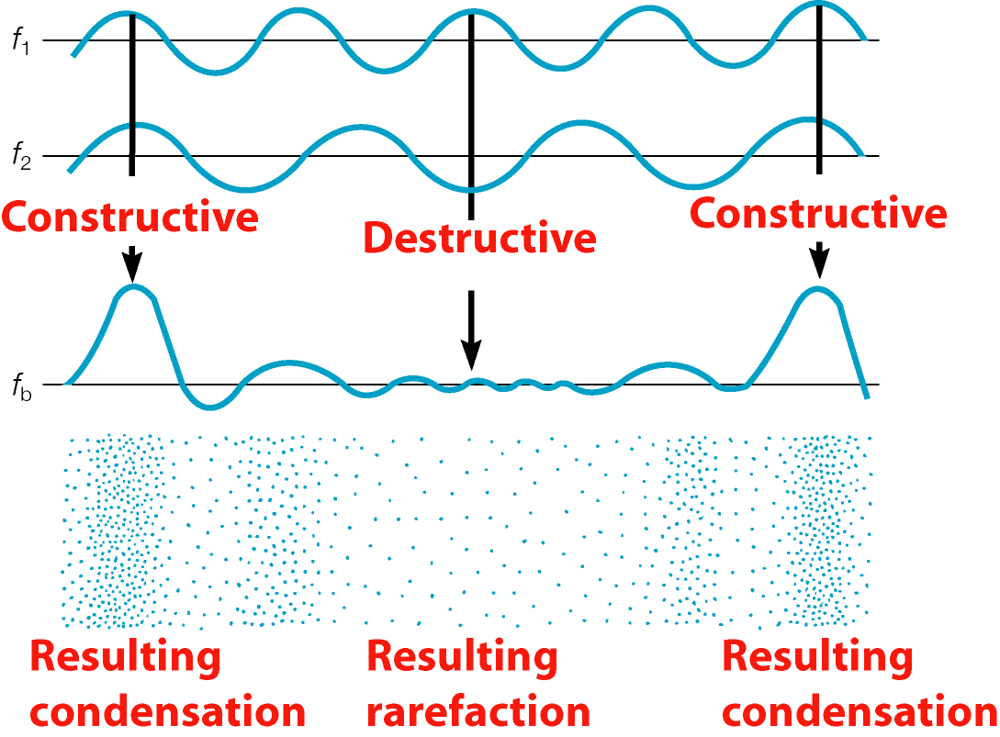 f1
f2
Constructive
Destructive
Constructive
fb
Resulting
condensation
Resulting
rarefaction
Resulting
condensation